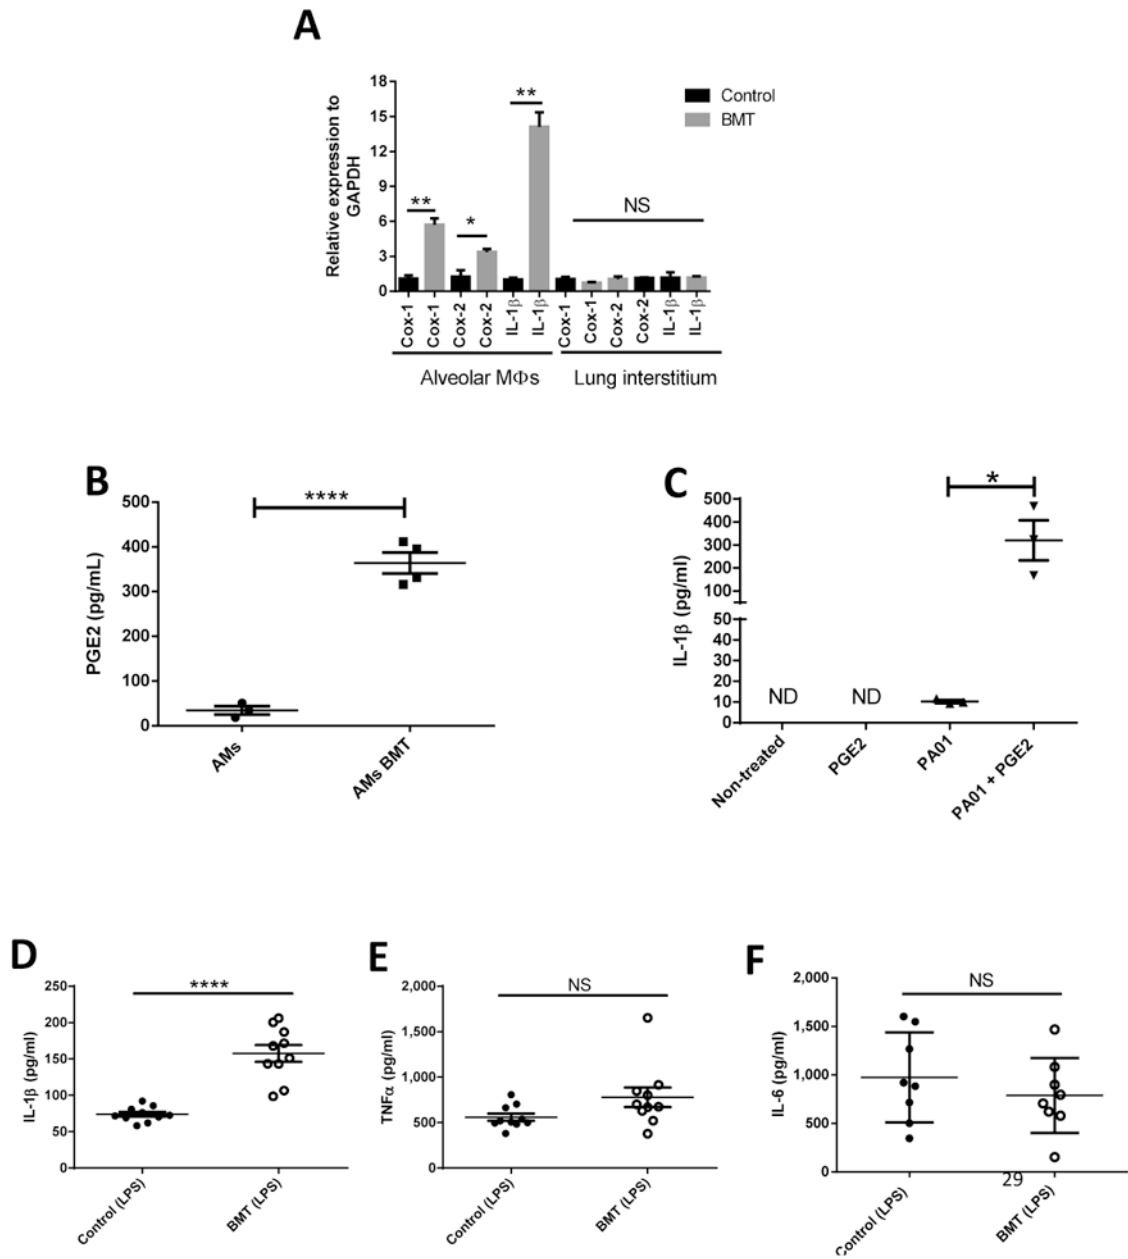 A
Relative expression to
GAPDH
18
15
12
9
6
3
0
**
*
**
NS
Control
BMT
Cox-1
Cox-1
Cox-2
Cox-2
IL-1β
IL-1β
Cox-1
Cox-1
Cox-2
Cox-2
IL-1β
IL-1β
Alveolar MΦs
Lung interstitium
B
PGE2 (pg/mL)
500
400
300
200
100
0
****
AMs
AMs BMT
C
IL-1β (pg/ml)
500
400
300
200
100
50
40
30
20
10
0
*
ND
ND
Non-treated
PGE2
PA01
PA01 + PGE2
D
IL-1β (pg/ml)
250
200
150
100
50
0
****
Control (LPS)
BMT (LPS)
E
TNFα (pg/ml)
2,000
1,500
1,000
500
0
NS
Control (LPS)
BMT (LPS)
F
IL-6 (pg/ml)
2,000
1,500
1,000
500
0
NS
29
Control (LPS)
BMT (LPS)